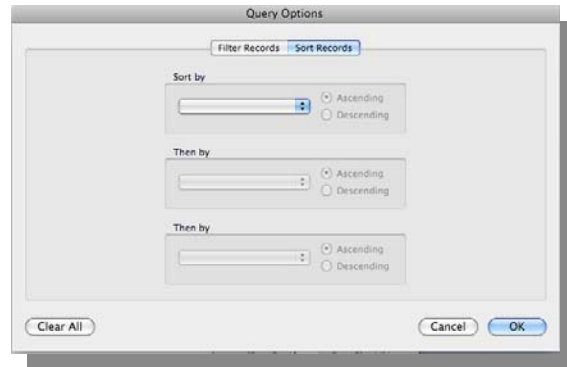 Query Options
Filter Records Sort Records
Sort by
Ascending
Descending
Then by
Ascending
Descending
Then by
Ascending
Descending
Clear All Cancel OK